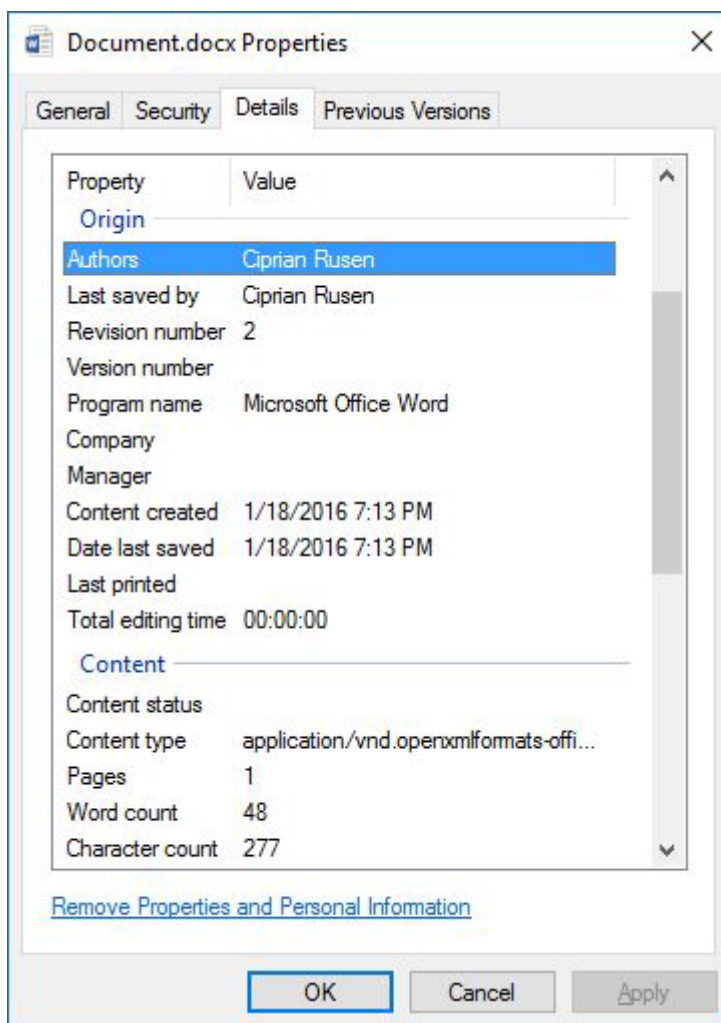 Document.docx Properties
General Security Details Previous Versions
Property Value
Origin
Authors Ciprian Rusen
Last saved by Ciprian Rusen
Revision number 2
Version number
Program name Microsoft Office Word
Company
Manager
Content created 1/18/2016 7:13 PM
Date last saved 1/18/2016 7:13 PM
Last printed
Total editing time 00:00:00
Content
Content status
Content type application/vnd.openxmlformats-offi...
Pages 1
Word count 48
Character count 277
Remove Properties and Personal Information
OK Cancel Apply